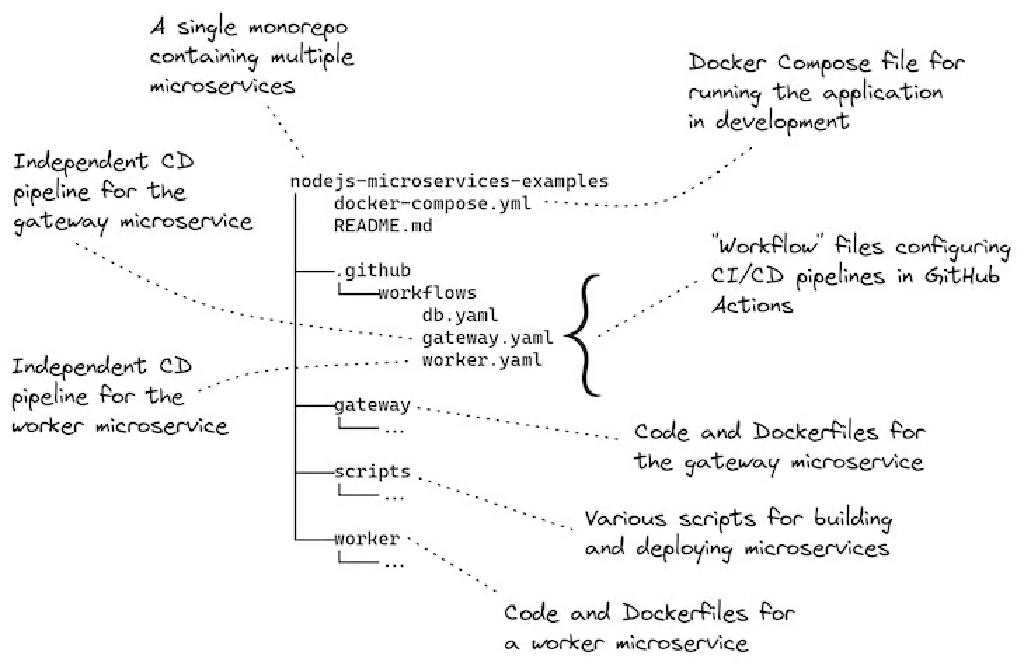 A single monorepo
containing multiple
microservices
Docker Compose file for
running the application
in development
Independent CD
pipeline for the
gateway microservice
nodejs-microservices-examples
docker-compose.yml
README.md
"Workflow" files configuring
CI/CD pipelines in GitHub
Actions
.github
workflows
db.yaml
gateway.yaml
worker.yaml
Independent CD
pipeline for the
worker microservice
gateway
...
Code and Dockerfiles for
the gateway microservice
scripts
...
Various scripts for building
and deploying microservices
worker
...
Code and Dockerfiles for
a worker microservice